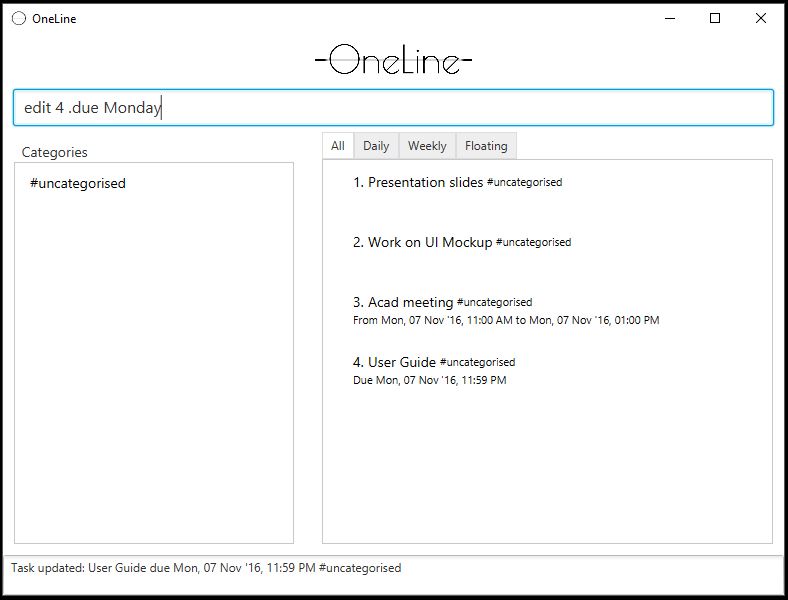 OneLine
-OneLine-
edit 4 .due Monday
Categories
#uncategorised
All Daily Weekly Floating
1. Presentation slides #uncategorised
2. Work on UI Mockup #uncategorised
3. Acad meeting #uncategorised
From Mon, 07 Nov '16, 11:00 AM to Mon, 07 Nov '16, 01:00 PM
4. User Guide #uncategorised
Due Mon, 07 Nov '16, 11:59 PM
Task updated: User Guide due Mon, 07 Nov '16, 11:59 PM #uncategorised